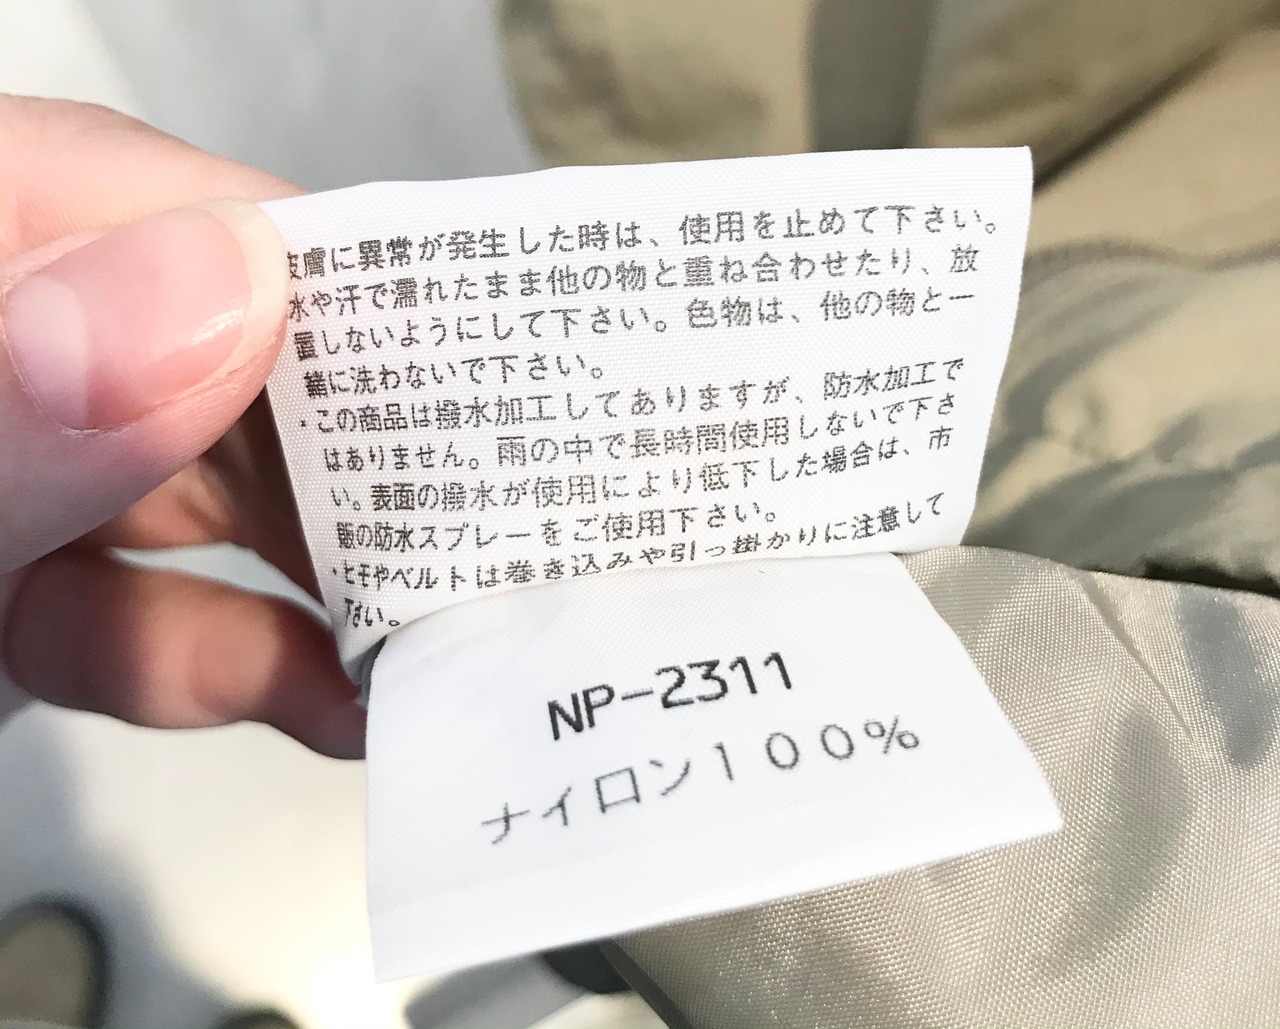 皮膚に異常が発生した時は、使用を止めて下さい。
水や汗で濡れたまま他の物と重ね合わせたり、放
置しないようにして下さい。色物は、他の物と一
緒に洗わないで下さい。
・この商品は撥水加工してありますが、防水加工で
はありません。雨の中で長時間使用しないで下さ
い。表面の撥水が使用により低下した場合は、市
販の防水スプレーをご使用下さい。
・ヒモやベルトは巻き込みや引っ掛かりに注意して
下さい。
NP-2311
ナイロン100%